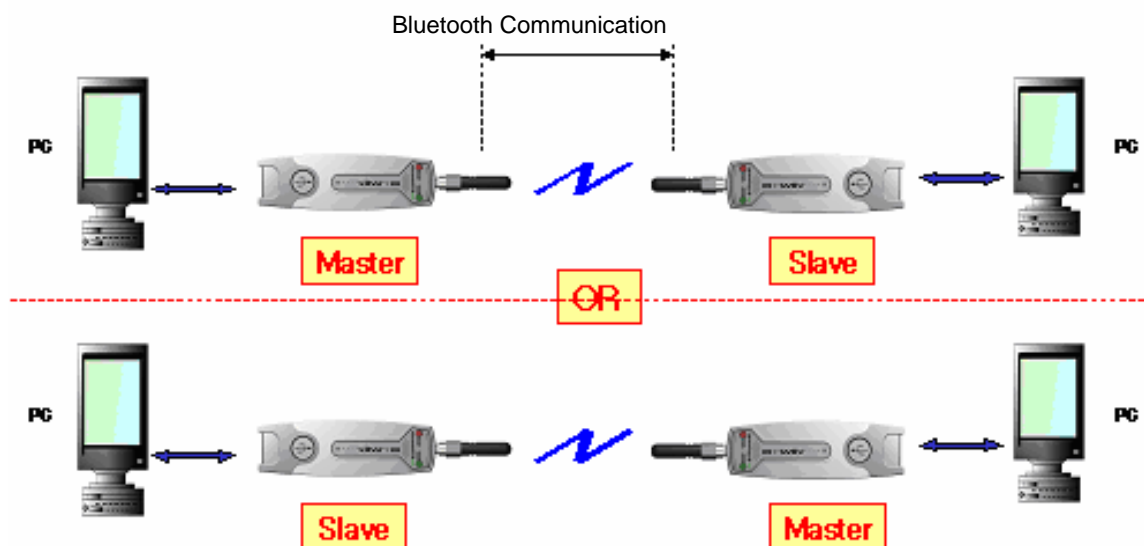 Bluetooth Communication
PC
PC
Master
Slave
OR
PC
PC
Slave
Master